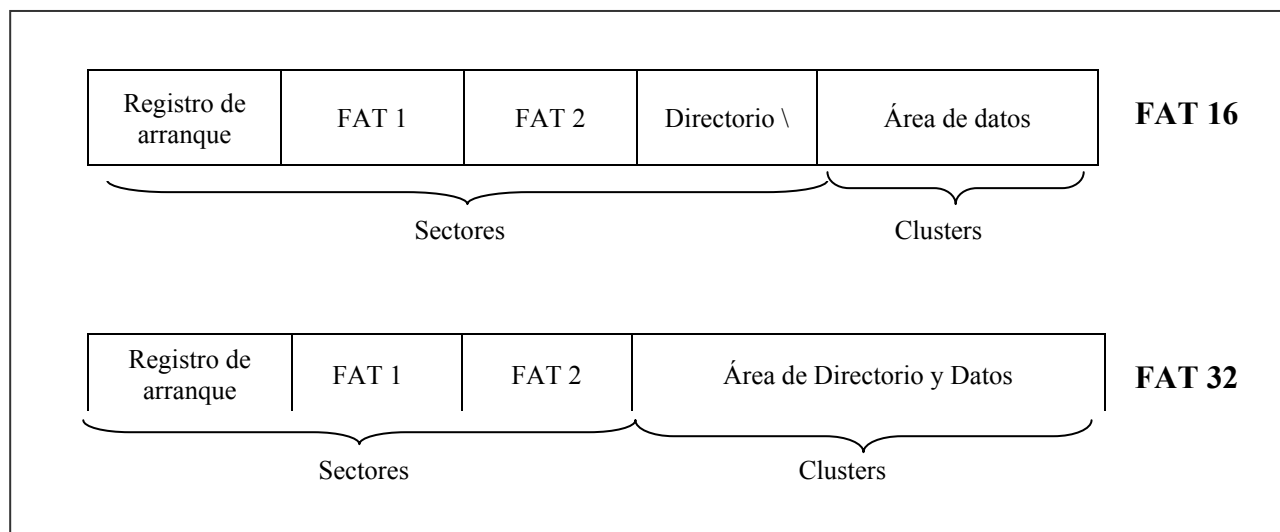 Registro de
arranque
FAT 1
FAT 2
Directorio \
Área de datos
FAT 16
Sectores
Clusters
Registro de
arranque
FAT 1
FAT 2
Área de Directorio y Datos
FAT 32
Sectores
Clusters